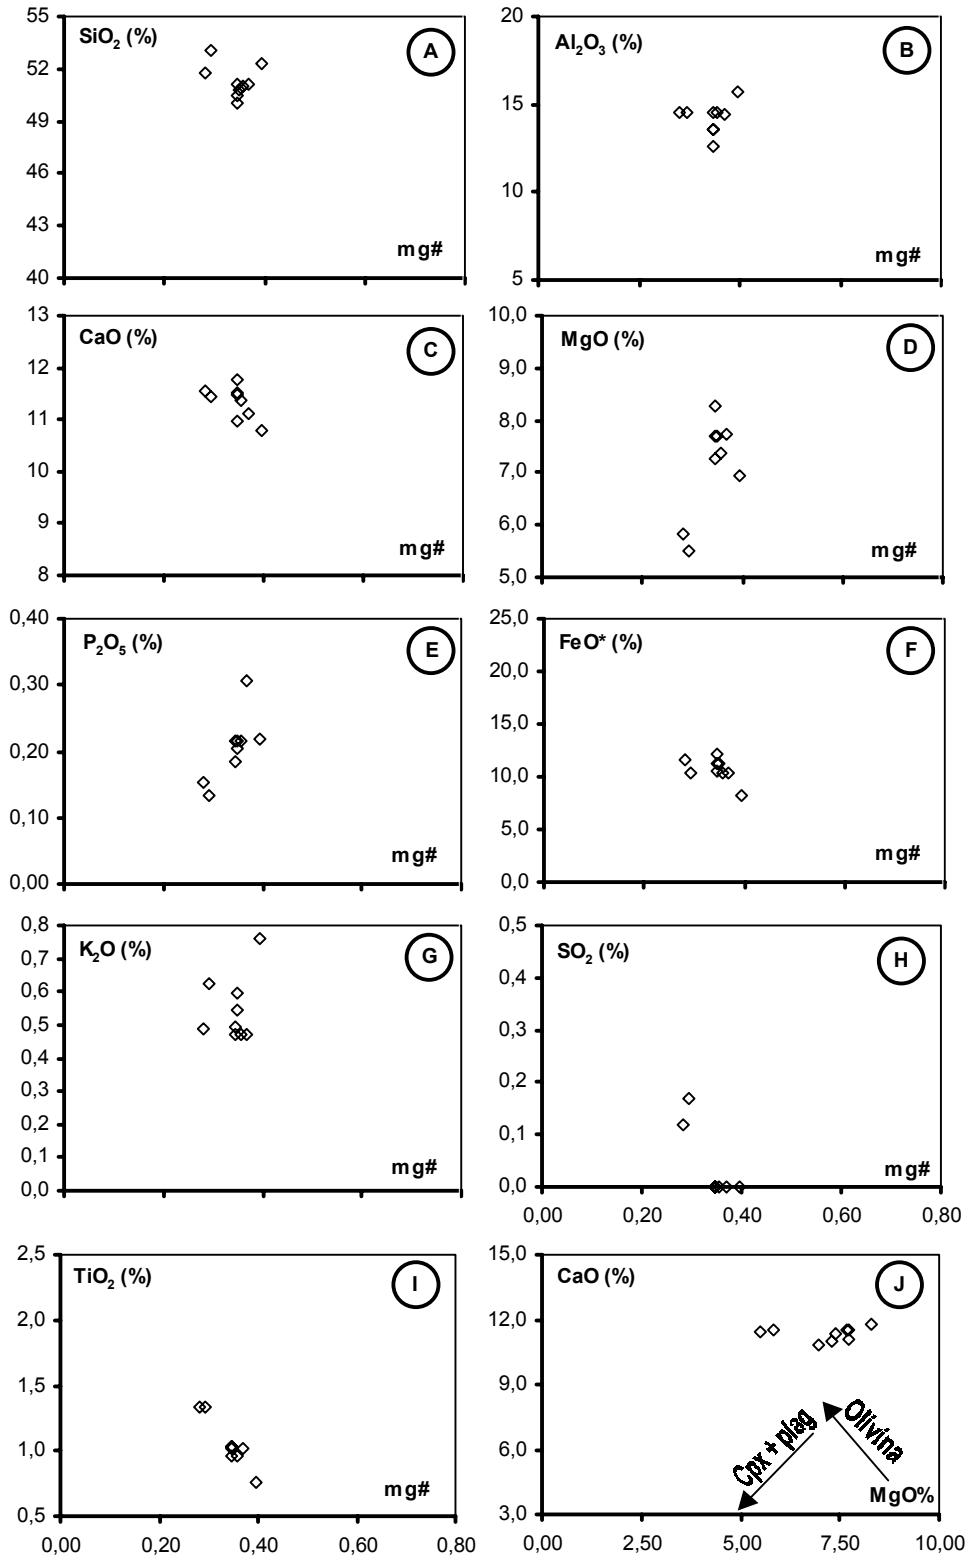 55
52
49
46
43
40
SiO₂ (%)
A
mg#
20
15
10
5
Al₂O₃ (%)
B
mg#
13
12
11
10
9
8
CaO (%)
C
mg#
10,0
9,0
8,0
7,0
6,0
5,0
MgO (%)
D
mg#
0,40
0,30
0,20
0,10
0,00
P₂O₅ (%)
E
mg#
25,0
20,0
15,0
10,0
5,0
0,0
FeO* (%)
F
mg#
0,8
0,7
0,6
0,5
0,4
0,3
0,2
0,1
0,0
K₂O (%)
G
mg#
0,5
0,4
0,3
0,2
0,1
0,0
SO₂ (%)
H
mg#
0,00 0,20 0,40 0,60 0,80
2,5
2,0
1,5
1,0
0,5
TiO₂ (%)
I
mg#
0,00 0,20 0,40 0,60 0,80
15,0
12,0
9,0
6,0
3,0
CaO (%)
J
Cpx + plag
Olivina
MgO%
0,00 2,50 5,00 7,50 10,00